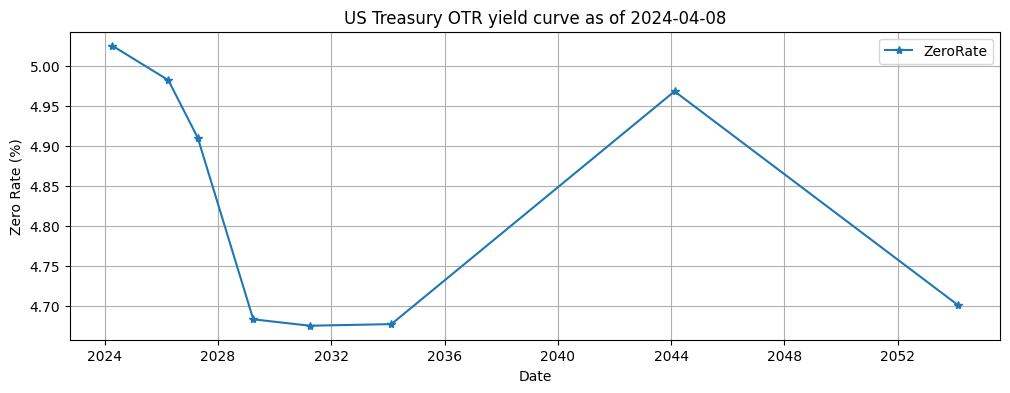 US Treasury OTR yield curve as of 2024-04-08
ZeroRate
Zero Rate (%)
5.00
4.95
4.90
4.85
4.80
4.75
4.70
2024 2028 2032 2036 2040 2044 2048 2052
Date